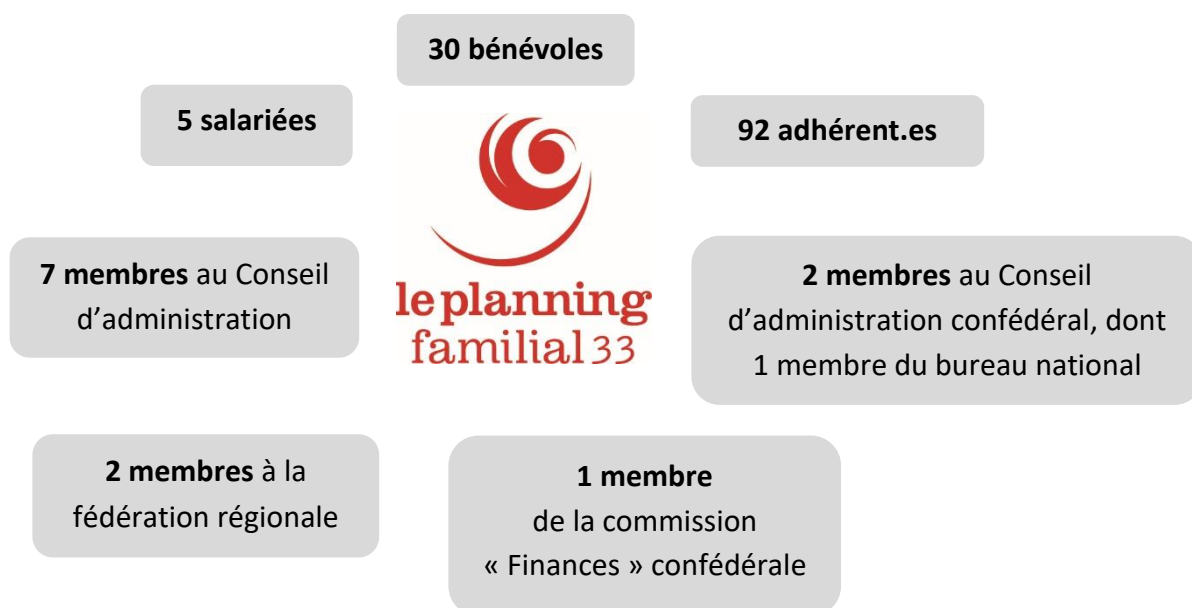 30 bénévoles
5 salariées
92 adhérent.es
le planning
familial 33
7 membres au Conseil
d’administration
2 membres au Conseil
d’administration confédéral, dont
1 membre du bureau national
2 membres à la
fédération régionale
1 membre
de la commission
« Finances » confédérale